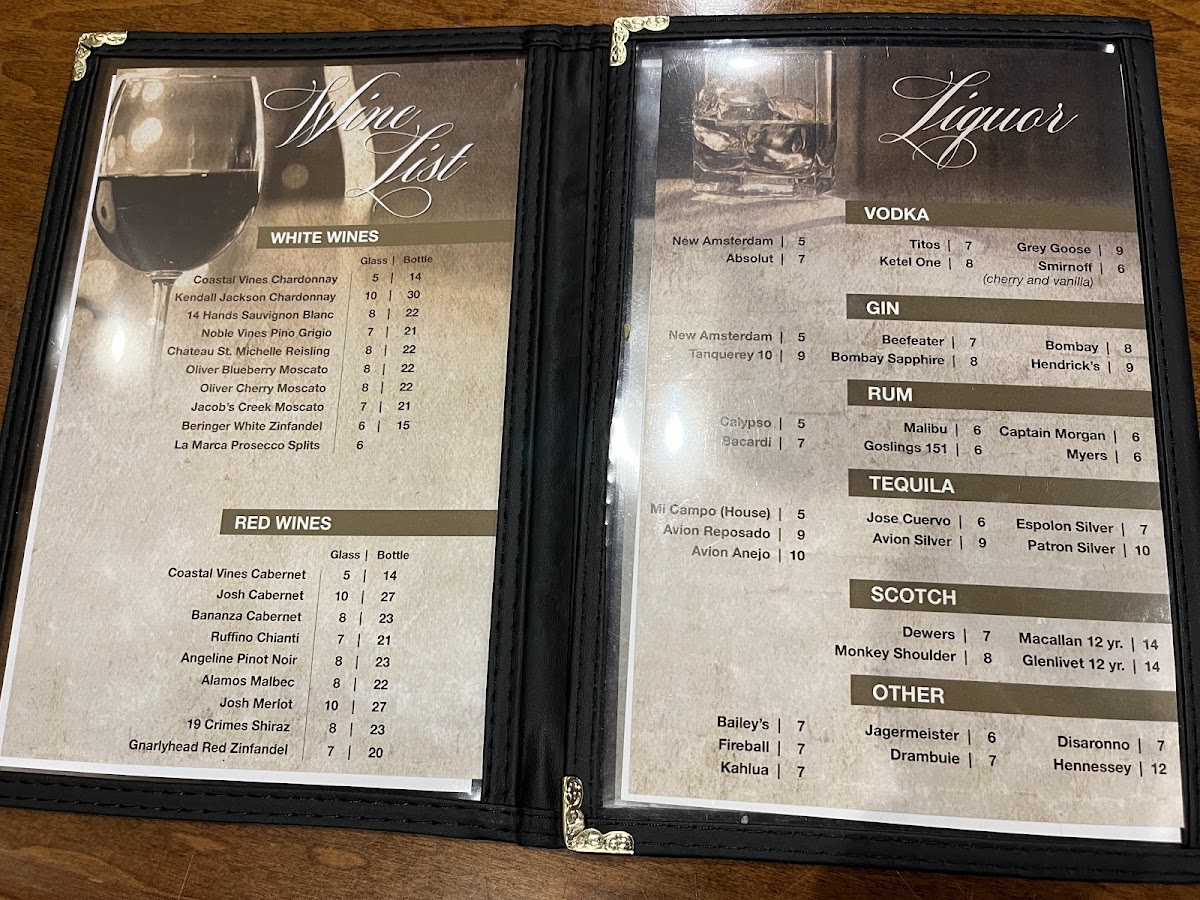 Wine
List
WHITE WINES
Glass | Bottle
Coastal Vines Chardonnay 5 | 14
Kendall Jackson Chardonnay 10 | 30
14 Hands Sauvignon Blanc 8 | 22
Noble Vines Pino Grigio 7 | 21
Chateau St. Michelle Reisling 8 | 22
Oliver Blueberry Moscato 8 | 22
Oliver Cherry Moscato 8 | 22
Jacob's Creek Moscato 7 | 21
Beringer White Zinfandel 6 | 15
La Marca Prosecco Splits 6
RED WINES
Glass | Bottle
Coastal Vines Cabernet 5 | 14
Josh Cabernet 10 | 27
Bananza Cabernet 8 | 23
Ruffino Chianti 7 | 21
Angeline Pinot Noir 8 | 23
Alamos Malbec 8 | 22
Josh Merlot 10 | 27
19 Crimes Shiraz 8 | 23
Gnarlyhead Red Zinfandel 7 | 20
Liquor
VODKA
New Amsterdam | 5 Titos | 7 Grey Goose | 9
Absolut | 7 Ketel One | 8 Smirnoff | 6
(cherry and vanilla)
GIN
New Amsterdam | 5 Beefeater | 7 Bombay | 8
Tanquerey 10 | 9 Bombay Sapphire | 8 Hendrick's | 9
RUM
Calypso | 5 Malibu | 6 Captain Morgan | 6
Bacardi | 7 Goslings 151 | 6 Myers | 6
TEQUILA
Mi Campo (House) | 5 Jose Cuervo | 6 Espolon Silver | 7
Avion Reposado | 9 Avion Silver | 9 Patron Silver | 10
Avion Anejo | 10
SCOTCH
Dewers | 7 Macallan 12 yr. | 14
Monkey Shoulder | 8 Glenlivet 12 yr. | 14
OTHER
Bailey's | 7 Jagermeister | 6 Disaronno | 7
Fireball | 7 Drambuie | 7 Hennessey | 12
Kahlua | 7